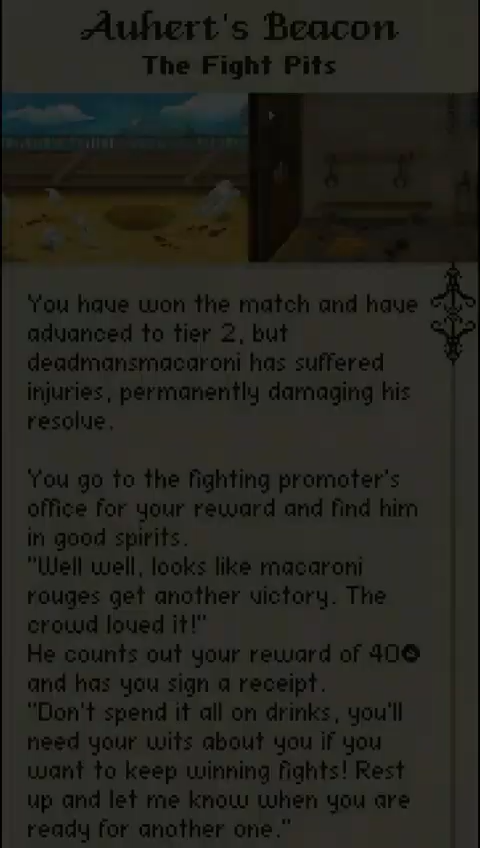 Auhert's Beacon
The Fight Pits
You have won the match and have
advanced to tier 2, but
deadmansmacaroni has suffered
injuries, permanently damaging his
resolve.
You go to the fighting promoter's
office for your reward and find him
in good spirits.
"Well well, looks like macaroni
rouges get another victory. The
crowd loved it!"
He counts out your reward of 40
and has you sign a receipt.
"Don't spend it all on drinks, you'll
need your wits about you if you
want to keep winning fights! Rest
up and let me know when you are
ready for another one."